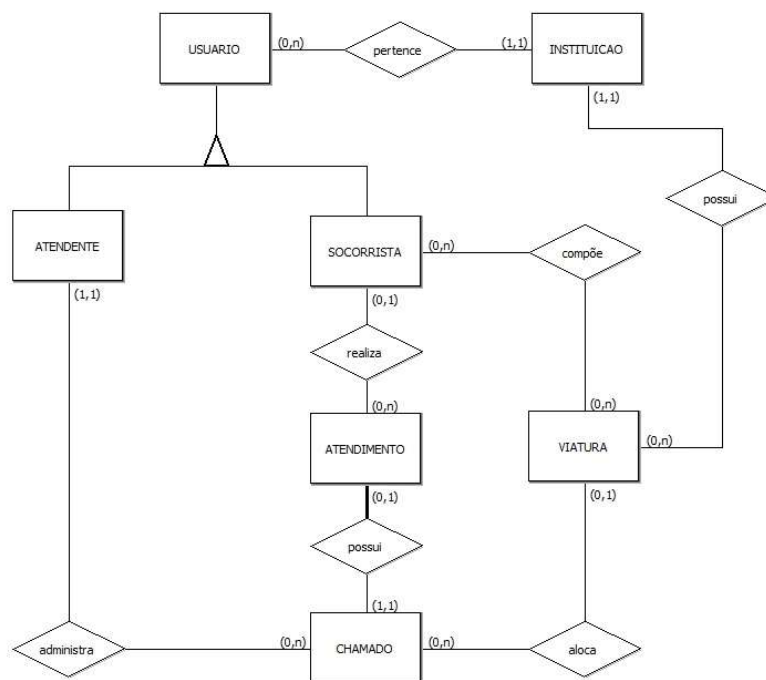 USUARIO (0,n) pertence (1,1) INSTITUICAO
(1,1)
possui
ATENDENTE
(1,1)
SOCORRISTA (0,n) compõe
(0,1)
realiza
(0,n)
ATENDIMENTO
(0,1)
(0,n)
VIATURA (0,n)
(0,1)
possui
(1,1)
administra (0,n) CHAMADO (0,n) aloca